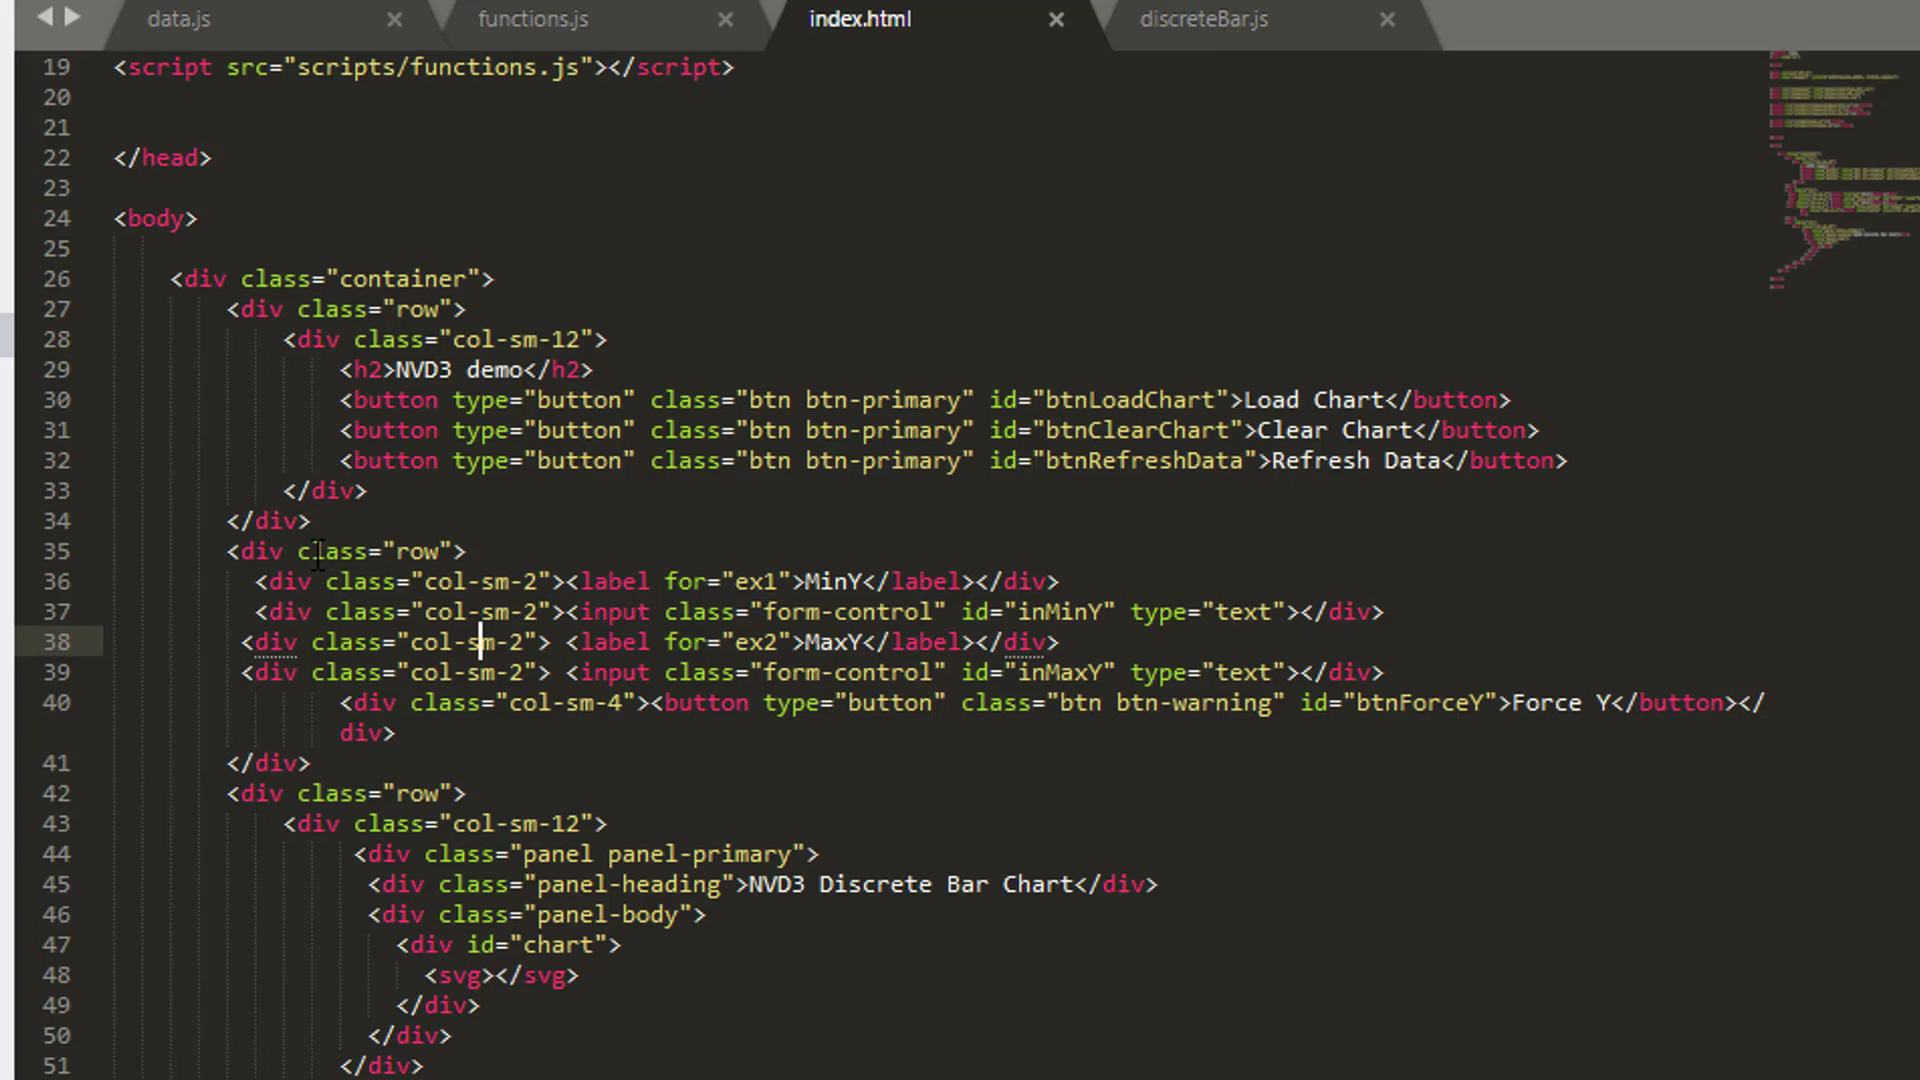 data.js functions.js index.html discreteBar.js
19 <script src="scripts/functions.js"></script>
20
21
22 </head>
23
24 <body>
25
26 <div class="container">
27 <div class="row">
28 <div class="col-sm-12">
29 <h2>NVD3 demo</h2>
30 <button type="button" class="btn btn-primary" id="btnLoadChart">Load Chart</button>
31 <button type="button" class="btn btn-primary" id="btnClearChart">Clear Chart</button>
32 <button type="button" class="btn btn-primary" id="btnRefreshData">Refresh Data</button>
33 </div>
34 </div>
35 <div class="row">
36 <div class="col-sm-2"><label for="ex1">MinY</label></div>
37 <div class="col-sm-2"><input class="form-control" id="inMinY" type="text"></div>
38 <div class="col-sm-2"> <label for="ex2">MaxY</label></div>
39 <div class="col-sm-2"> <input class="form-control" id="inMaxY" type="text"></div>
40 <div class="col-sm-4"><button type="button" class="btn btn-warning" id="btnForceY">Force Y</button></
div>
41 </div>
42 <div class="row">
43 <div class="col-sm-12">
44 <div class="panel panel-primary">
45 <div class="panel-heading">NVD3 Discrete Bar Chart</div>
46 <div class="panel-body">
47 <div id="chart">
48 <svg></svg>
49 </div>
50 </div>
51 </div>